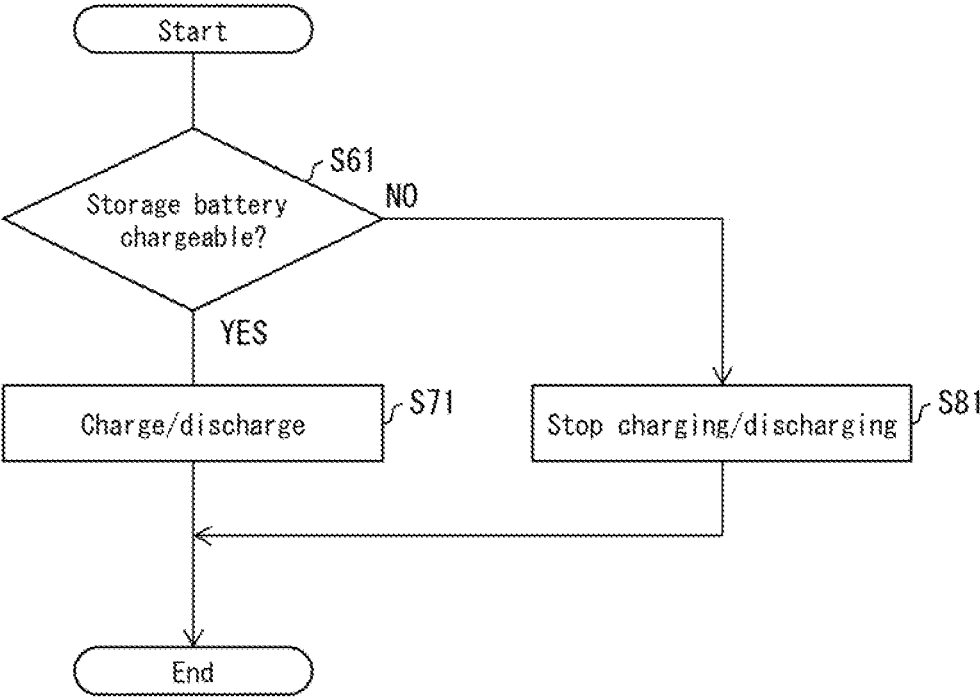 Start
S61
Storage battery
chargeable?
NO
YES
Charge/discharge
S71
Stop charging/discharging
S81
End